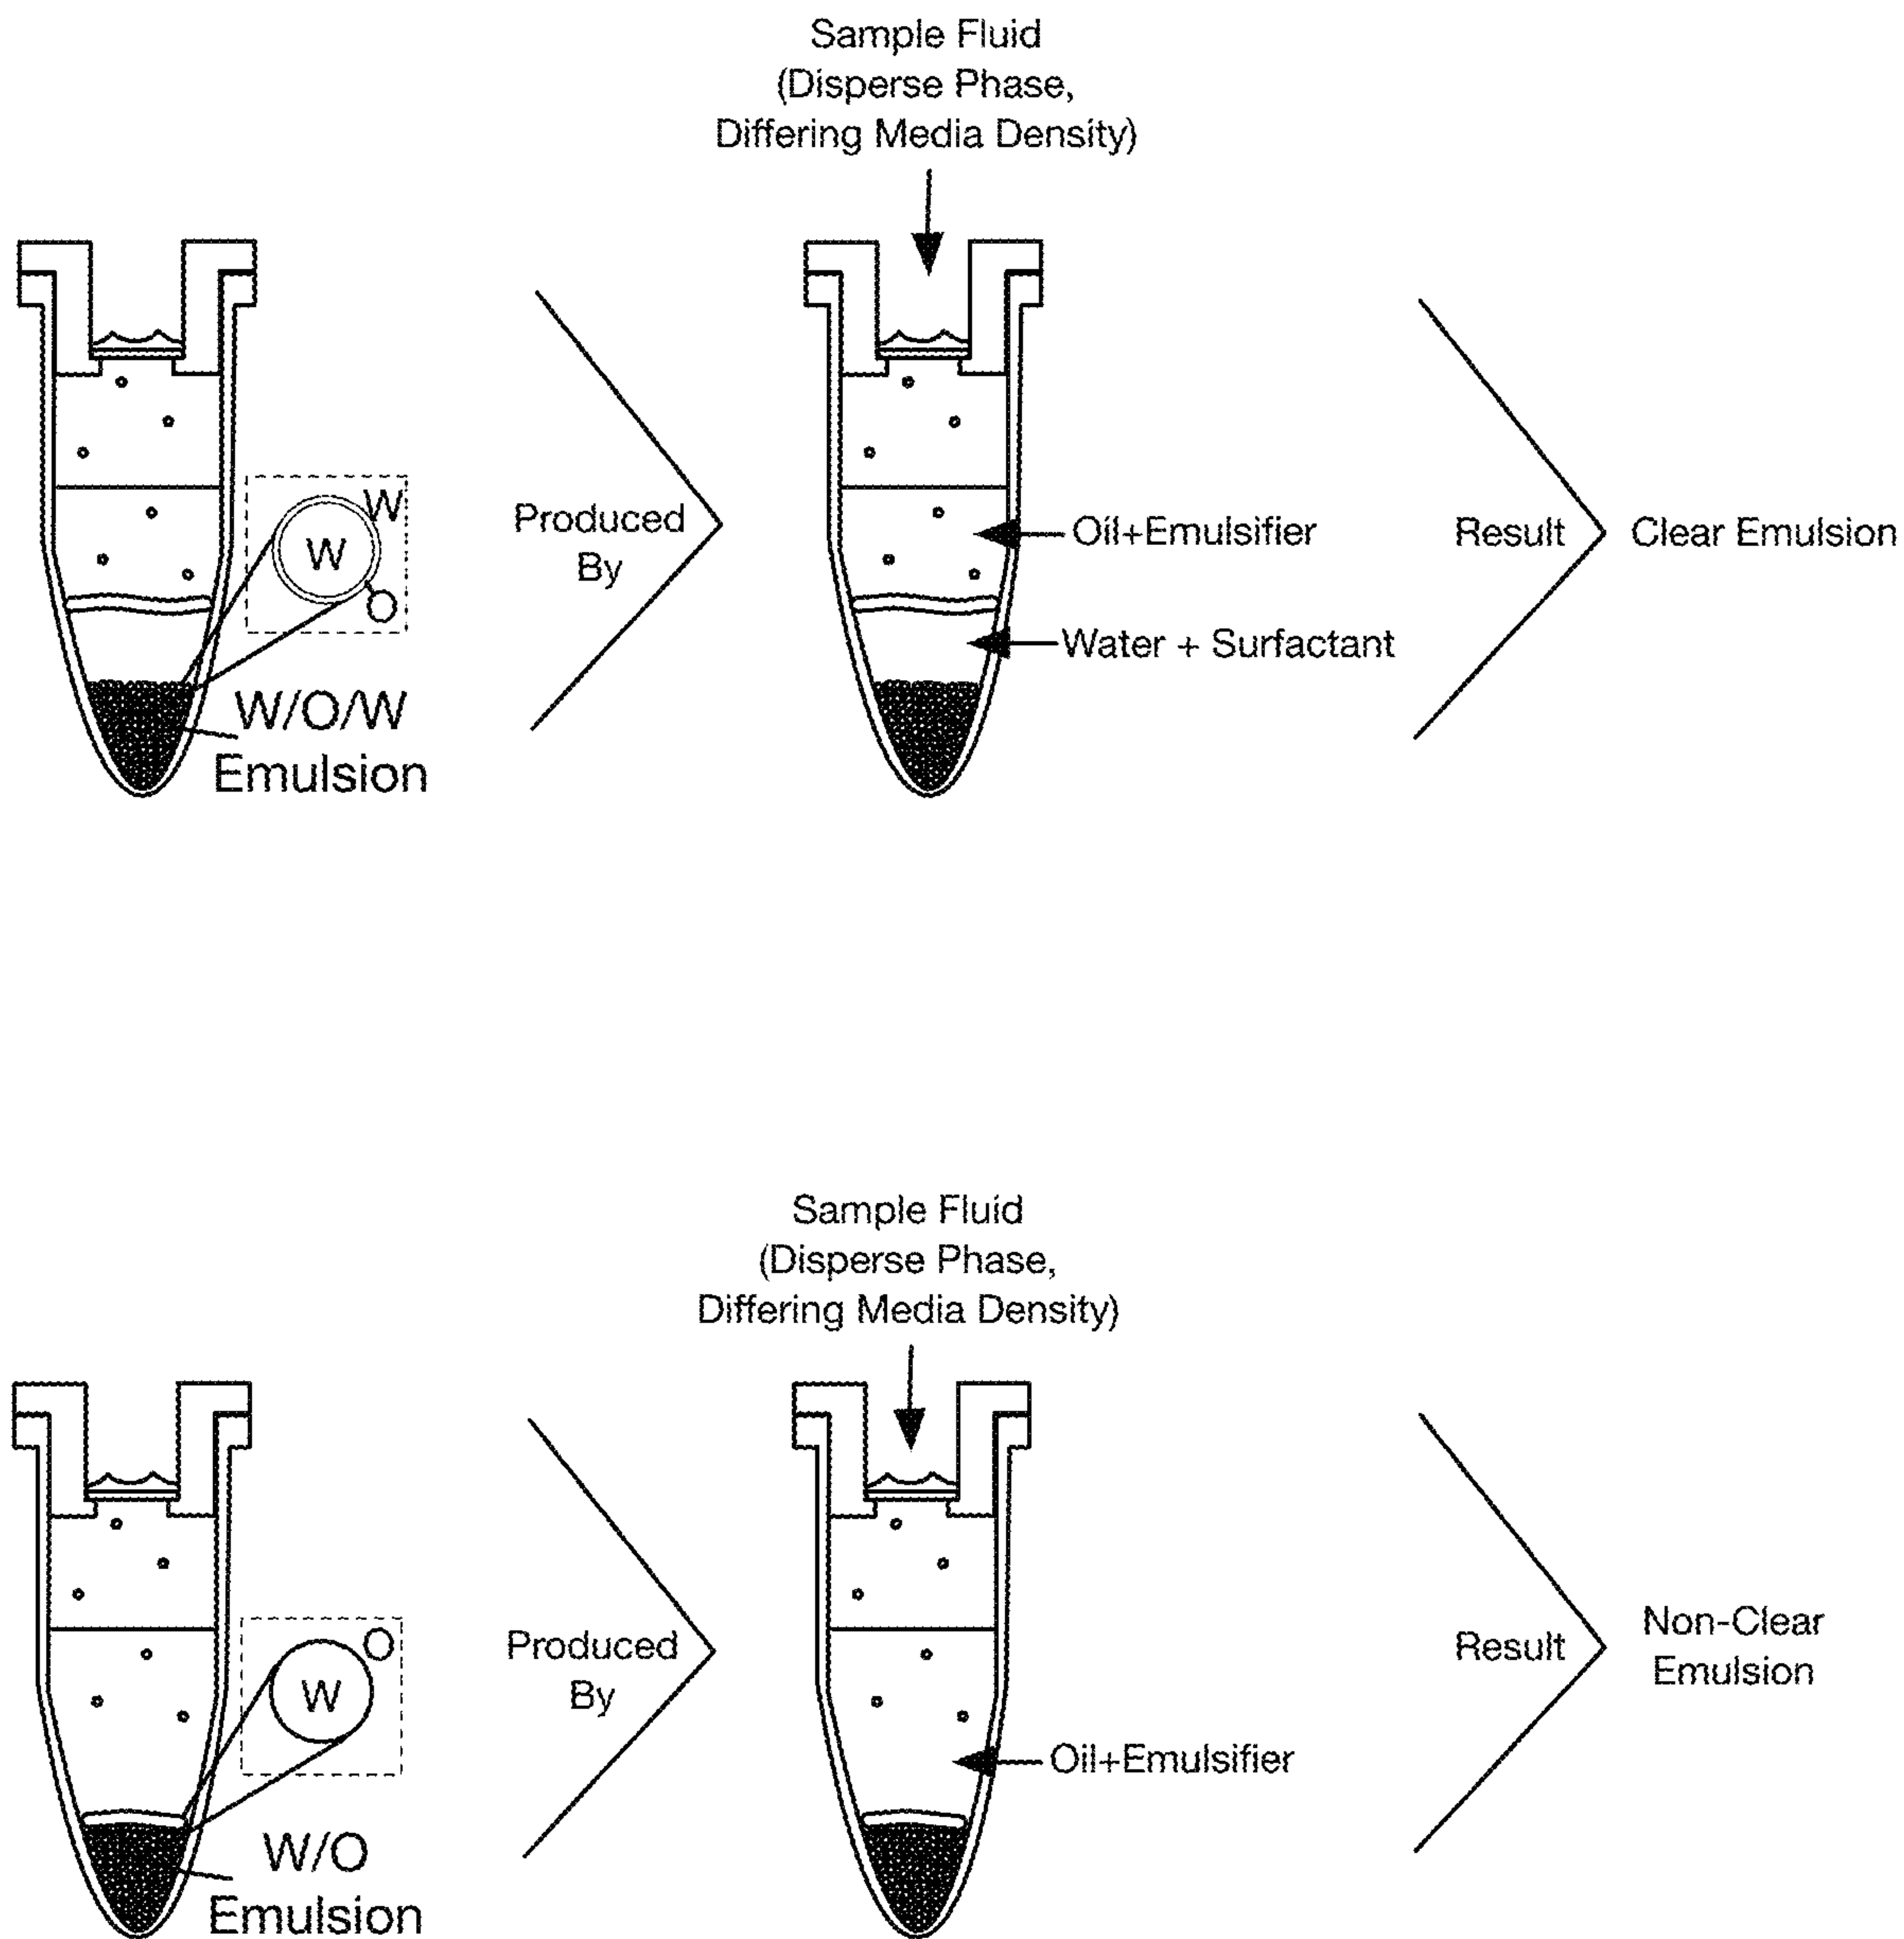 Sample Fluid
(Disperse Phase,
Differing Media Density)
W
W
O
W/O/W
Emulsion
Produced
By
Oil+Emulsifier
Water + Surfactant
Result
Clear Emulsion
Sample Fluid
(Disperse Phase,
Differing Media Density)
O
W
W/O
Emulsion
Produced
By
Oil+Emulsifier
Result
Non-Clear
Emulsion